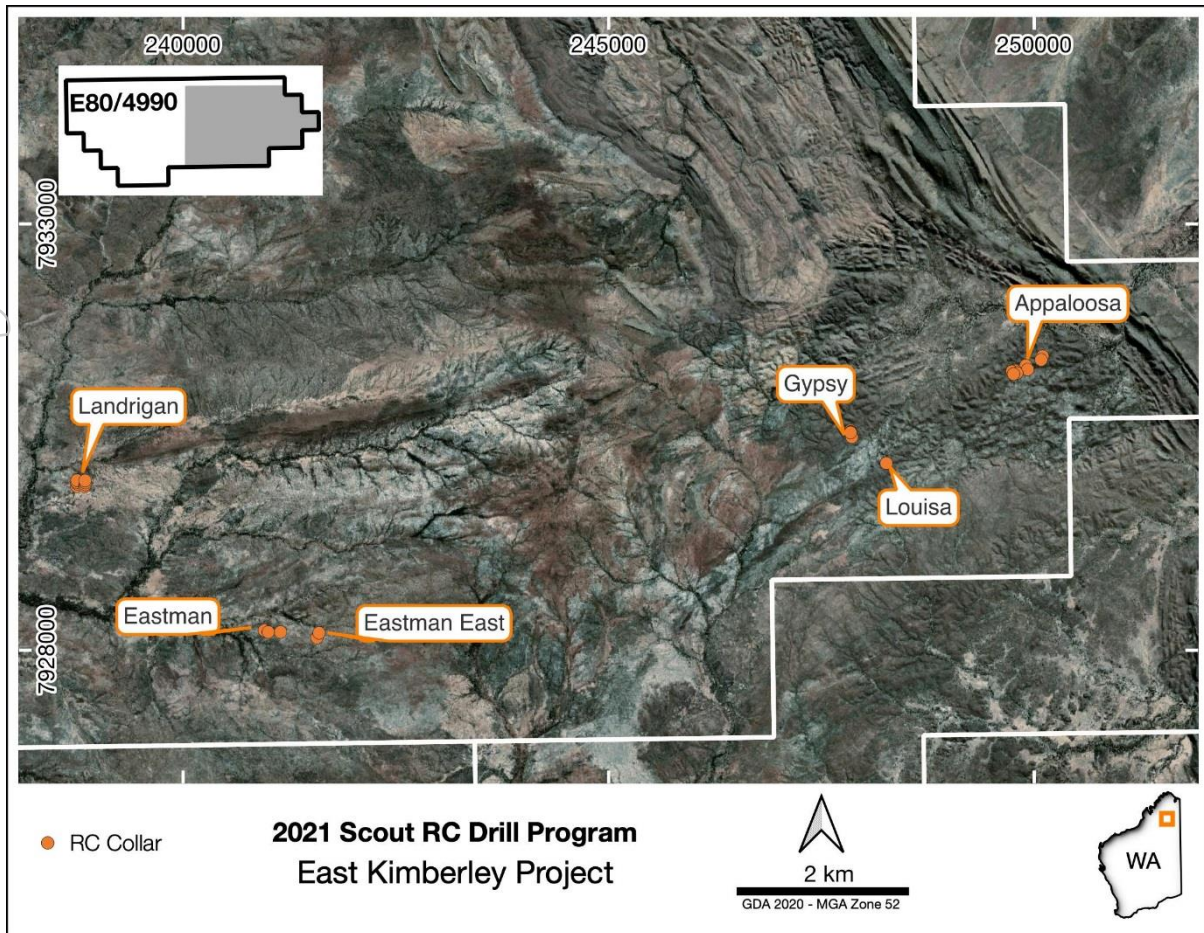 240000
245000
250000
E80/4990
7933000
Appaloosa
Gypsy
Landrigan
Louisa
Eastman
Eastman East
7928000
RC Collar
2021 Scout RC Drill Program
East Kimberley Project
2 km
GDA 2020 - MGA Zone 52
WA